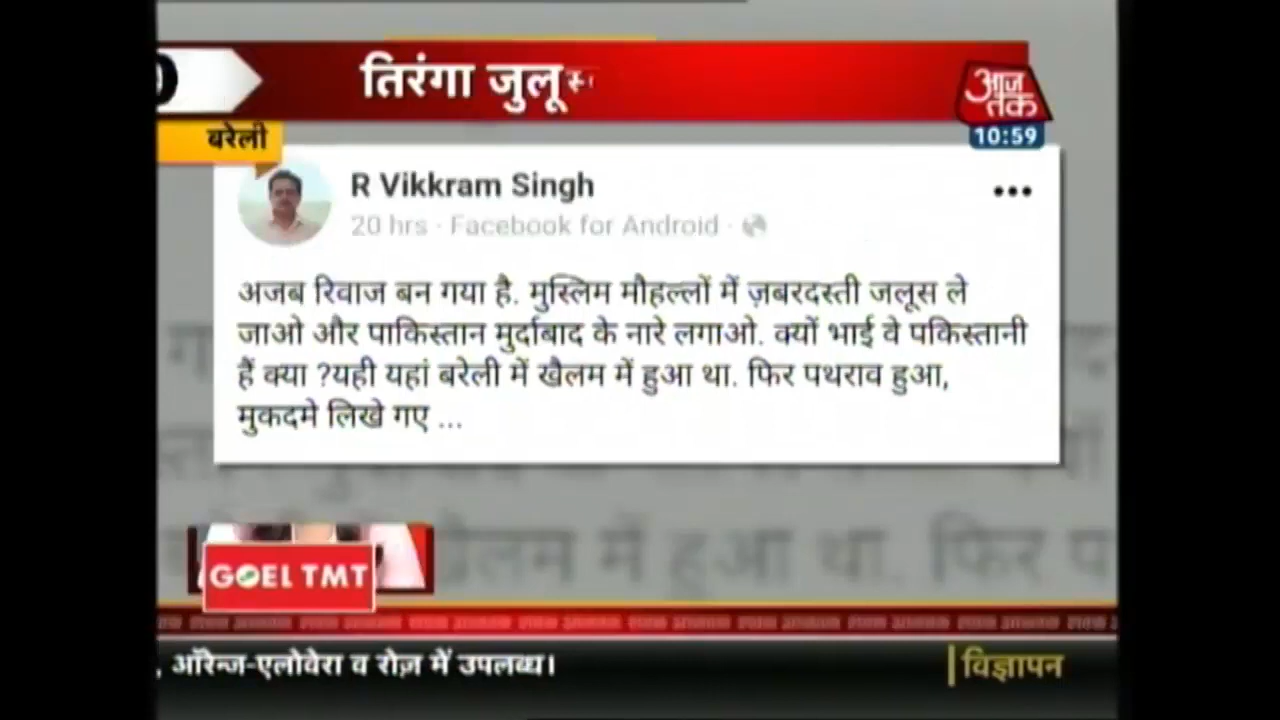 तिरंगा जुलू
आज तक
10:59
बरेली
R Vikkram Singh
20 hrs · Facebook for Android ·
अजब रिवाज बन गया है. मुस्लिम मौहल्लों में ज़बरदस्ती जलूस ले
जाओ और पाकिस्तान मुर्दाबाद के नारे लगाओ. क्यों भाई वे पकिस्तानी
हैं क्या ?यही यहां बरेली में खैलम में हुआ था. फिर पथराव हुआ,
मुकदमे लिखे गए ...
खैलम में हुआ था. फिर प
GOEL TMT
, ऑरेन्ज-एलोवेरा व रोज़ में उपलब्ध।
विज्ञापन